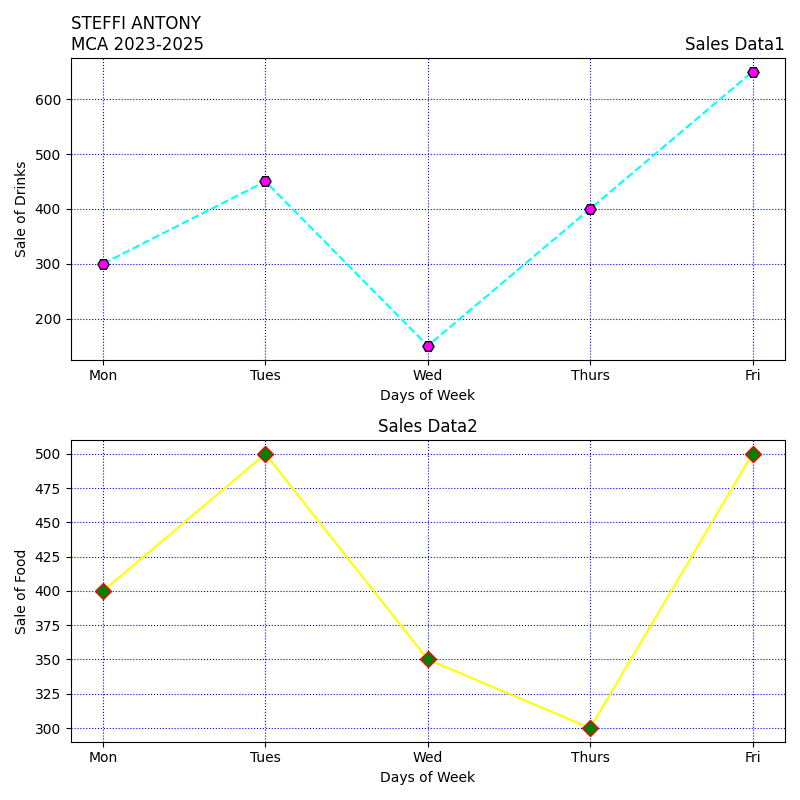 STEFFI ANTONY
MCA 2023-2025
Sales Data1
600
500
400
300
200
Sale of Drinks
Mon Tues Wed Thurs Fri
Days of Week
Sales Data2
500
475
450
425
400
375
350
325
300
Sale of Food
Mon Tues Wed Thurs Fri
Days of Week